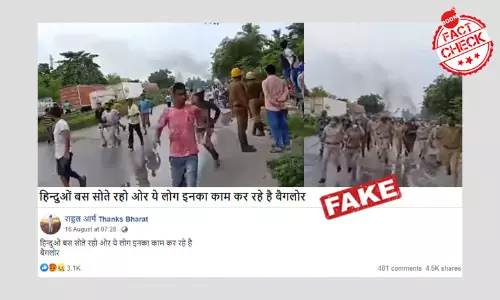 BOOM
FACT
CHECK
हिन्दुओं बस सोते रहो ओर ये लोग इनका काम कर रहे है बैगलोर
FAKE
राहुल आर्य Thanks Bharat
16 August at 07:28
हिन्दुओं बस सोते रहो ओर ये लोग इनका काम कर रहे है
बैगलोर
3.1K
481 comments 4.5K shares